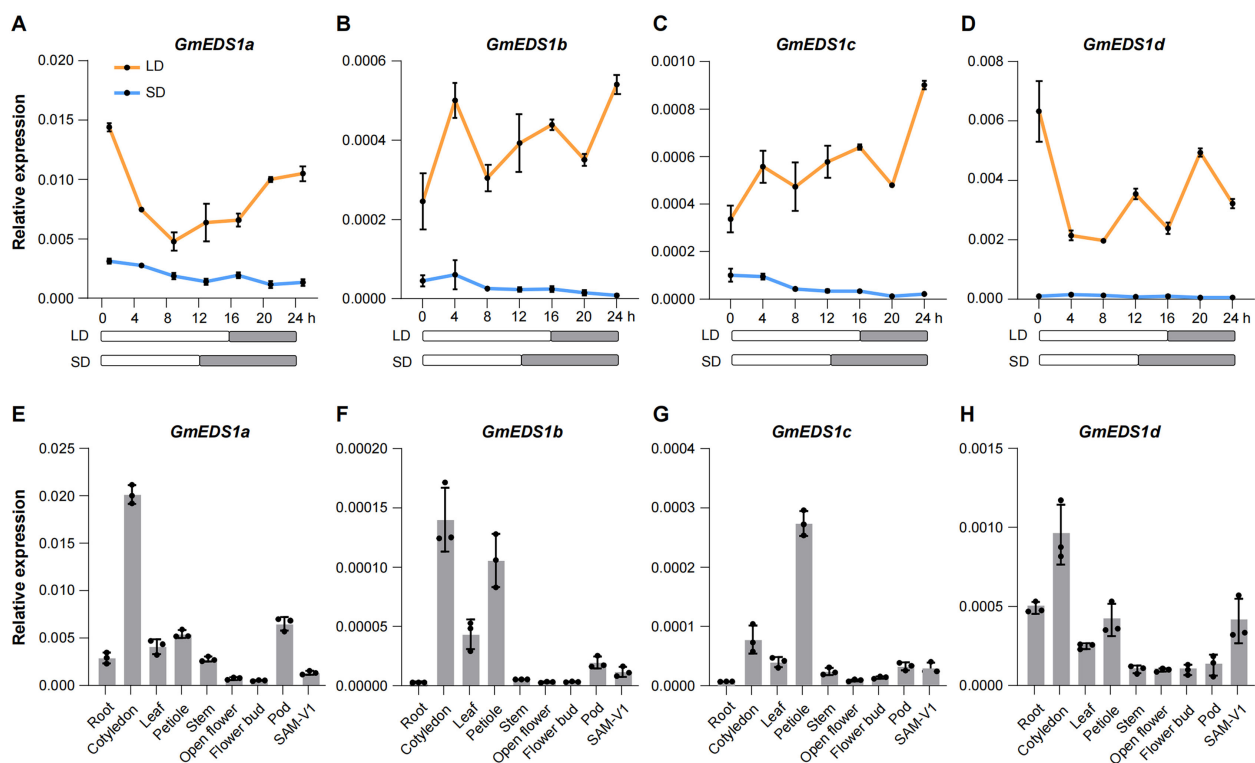 A
GmEDS1a
0.020
0.015
0.010
0.005
0.000
Relative expression
LD
SD
0 4 8 12 16 20 24 h
LD
SD
B
GmEDS1b
0.0006
0.0004
0.0002
0.0000
0 4 8 12 16 20 24 h
LD
SD
C
GmEDS1c
0.0010
0.0008
0.0006
0.0004
0.0002
0.0000
0 4 8 12 16 20 24 h
LD
SD
D
GmEDS1d
0.008
0.006
0.004
0.002
0.000
0 4 8 12 16 20 24 h
LD
SD
E
GmEDS1a
0.025
0.020
0.015
0.010
0.005
0.000
Relative expression
Root
Cotyledon
Leaf
Petiole
Stem
Open flower
Flower bud
Pod
SAM-V1
F
GmEDS1b
0.00020
0.00015
0.00010
0.00005
0.00000
Root
Cotyledon
Leaf
Petiole
Stem
Open flower
Flower bud
Pod
SAM-V1
G
GmEDS1c
0.0004
0.0003
0.0002
0.0001
0.0000
Root
Cotyledon
Leaf
Petiole
Stem
Open flower
Flower bud
Pod
SAM-V1
H
GmEDS1d
0.0015
0.0010
0.0005
0.0000
Root
Cotyledon
Leaf
Petiole
Stem
Open flower
Flower bud
Pod
SAM-V1